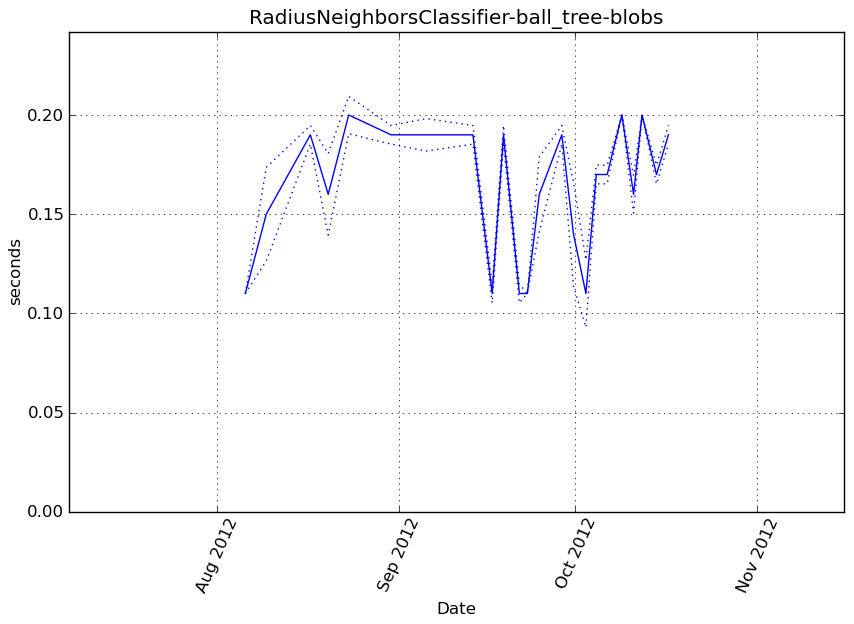 RadiusNeighborsClassifier-ball_tree-blobs
0.20
0.15
0.10
0.05
0.00
seconds
Aug 2012
Sep 2012
Oct 2012
Nov 2012
Date